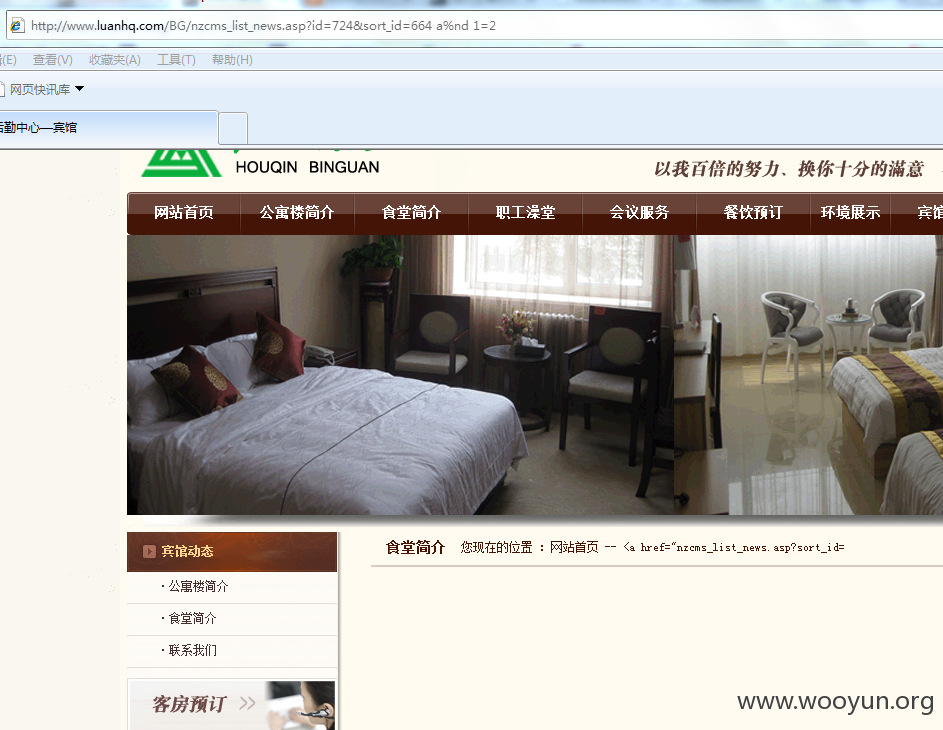 http://www.luanhq.com/BG/nzcms_list_news.asp?id=724&sort_id=664 a%nd 1=2
(E) 查看(V) 收藏夹(A) 工具(T) 帮助(H)
网页快讯库
后勤中心—宾馆
HOUQIN BINGUAN
以我百倍的努力、换你十分的滿意
网站首页 公寓楼简介 食堂简介 职工澡堂 会议服务 餐饮预订 环境展示 宾馆
宾馆动态
食堂简介 您现在的位置 : 网站首页 -- <a href="nzcms_list_news.asp?sort_id=
·公寓楼简介
·食堂简介
·联系我们
客房预订 >>
www.wooyun.org